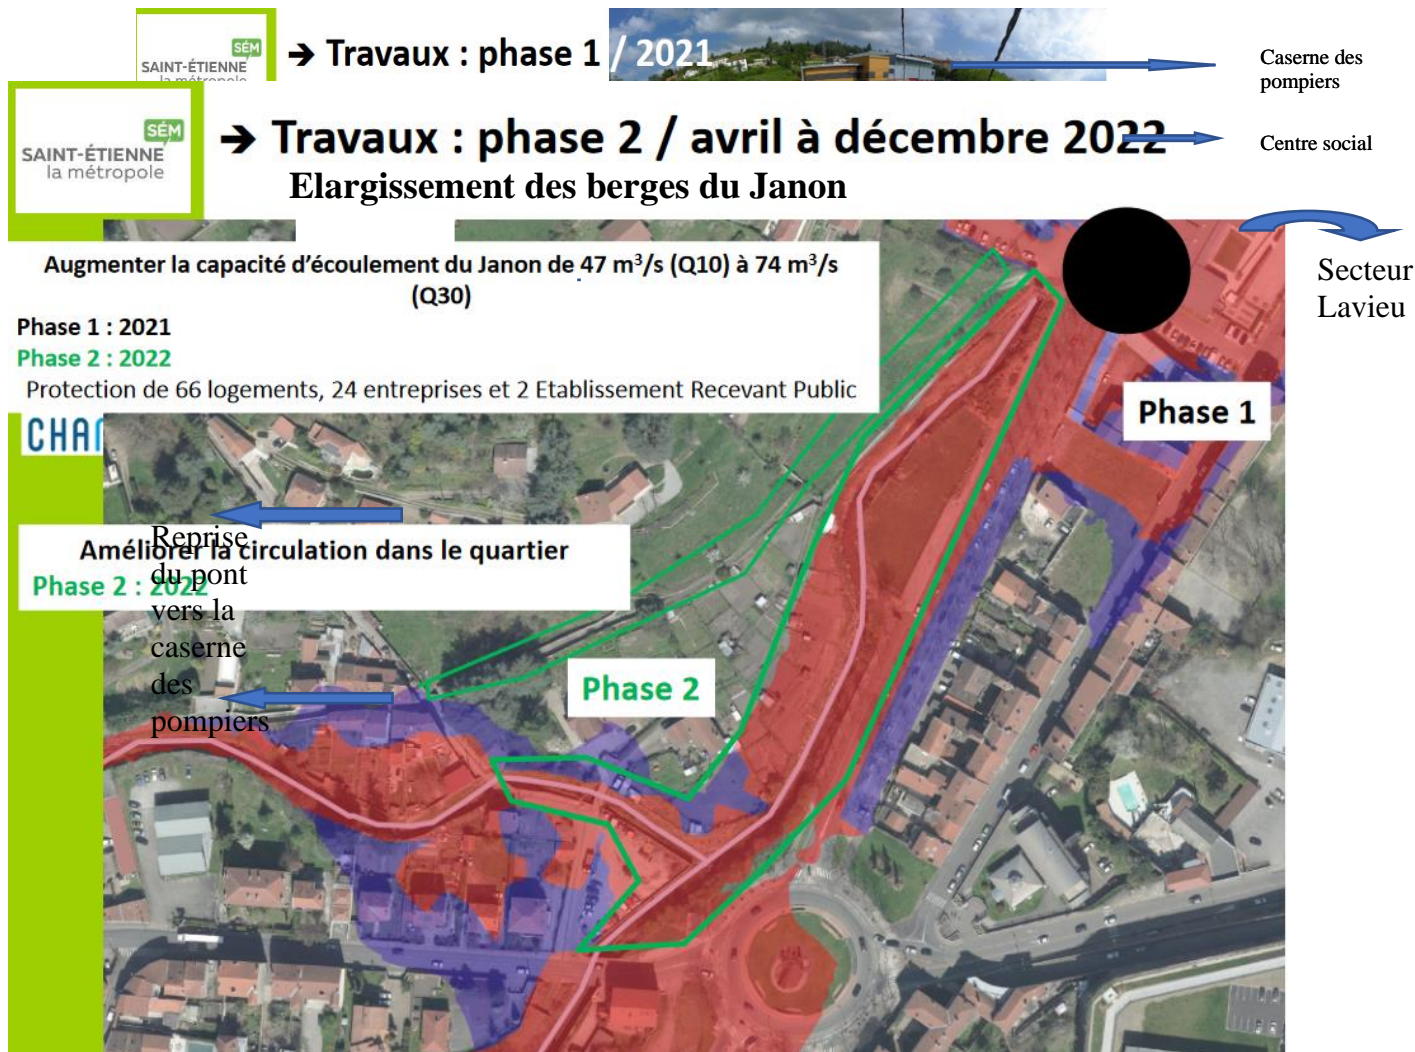 SÉM
SAINT-ÉTIENNE
la métropole
➔ Travaux : phase 1 / 2021
Caserne des
pompiers
SÉM
SAINT-ÉTIENNE
la métropole
➔ Travaux : phase 2 / avril à décembre 2022
Centre social
Elargissement des berges du Janon
Secteur
Lavieu
Augmenter la capacité d’écoulement du Janon de 47 m³/s (Q10) à 74 m³/s
(Q30)
Phase 1 : 2021
Phase 2 : 2022
Protection de 66 logements, 24 entreprises et 2 Etablissement Recevant Public
Phase 1
CHA
Améliorer la circulation dans le quartier
Phase 2 : 2022
Reprise
du pont
vers la
caserne
des
pompiers
Phase 2